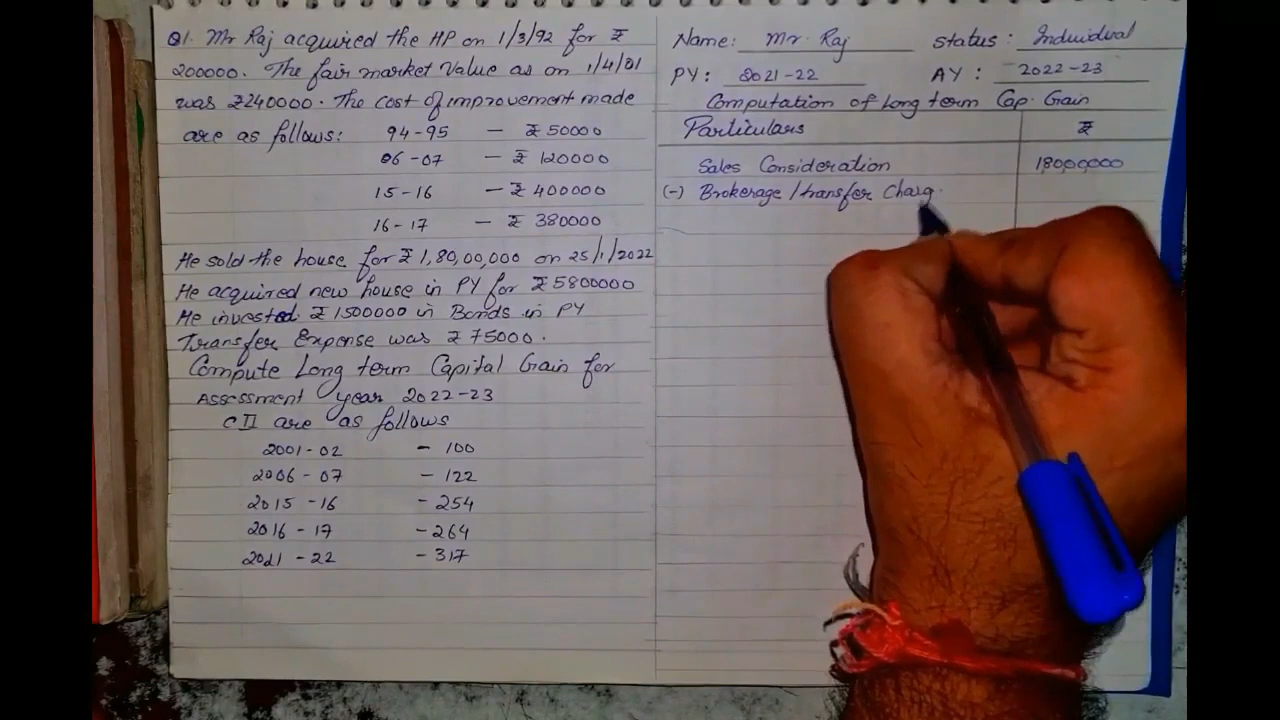 Q1. Mr Raj acquired the HP on 1/3/92 for ₹
200000. The fair market Value as on 1/4/01
was ₹240000. The cost of improvement made
are as follows: 94-95 - ₹ 50000
06-07 - ₹ 120000
15-16 - ₹ 400000
16-17 - ₹ 380000
He sold the house for ₹ 1,80,00,000 on 25/1/2022
He acquired new house in PY for ₹ 5800000
He invested ₹ 1500000 in Bonds in PY
Transfer Expense was ₹ 75000.
Compute Long term Capital Gain for
Assessment year 2022-23
CII are as follows
2001-02 - 100
2006-07 - 122
2015-16 - 254
2016-17 - 264
2021-22 - 317
Name: Mr. Raj Status: Individual
PY: 2021-22 AY: 2022-23
Computation of Long term Cap. Gain
Particulars ₹
Sales Consideration 18000000
(-) Brokerage / transfer Charg